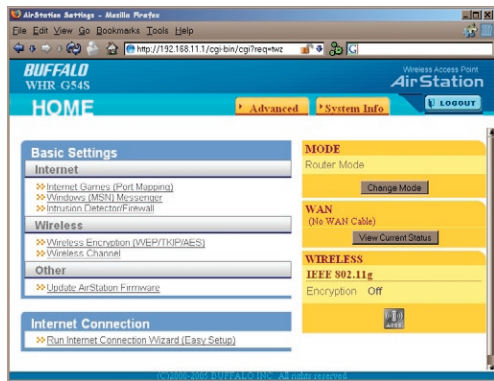 AirStation Settings - Mozilla Firefox
File Edit View Go Bookmarks Tools Help
http://192.168.11.1/cgi-bin/cgi?req=twz
BUFFALO
WHR G54S
Wireless Access Point
AirStation
HOME
Advanced
System Info
LOGOUT
Basic Settings
Internet
Internet Games (Port Mapping)
Windows (MSN) Messenger
Intrusion Detector/Firewall
Wireless
Wireless Encryption (WEP/TKIP/AES)
Wireless Channel
Other
Update AirStation Firmware
Internet Connection
Run Internet Connection Wizard (Easy Setup)
MODE
Router Mode
Change Mode
WAN
(No WAN Cable)
View Current Status
WIRELESS
IEEE 802.11g
Encryption Off
AOSS
(C)2000-2005 BUFFALO INC. All rights reserved.